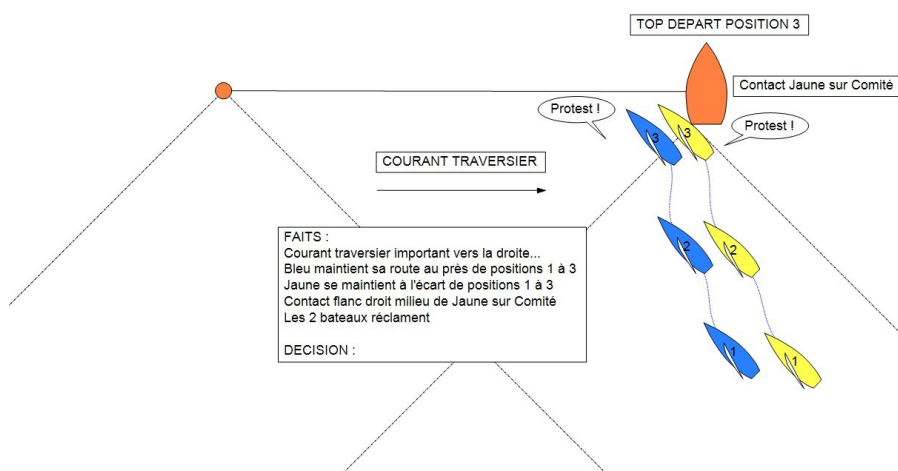 TOP DEPART POSITION 3
Contact Jaune sur Comité
Protest !
Protest !
3
3
COURANT TRAVERSIER
2
2
FAITS :
Courant traversier important vers la droite...
Bleu maintient sa route au près de positions 1 à 3
Jaune se maintient à l'écart de positions 1 à 3
Contact flanc droit milieu de Jaune sur Comité
Les 2 bateaux réclament
DECISION :
1
1